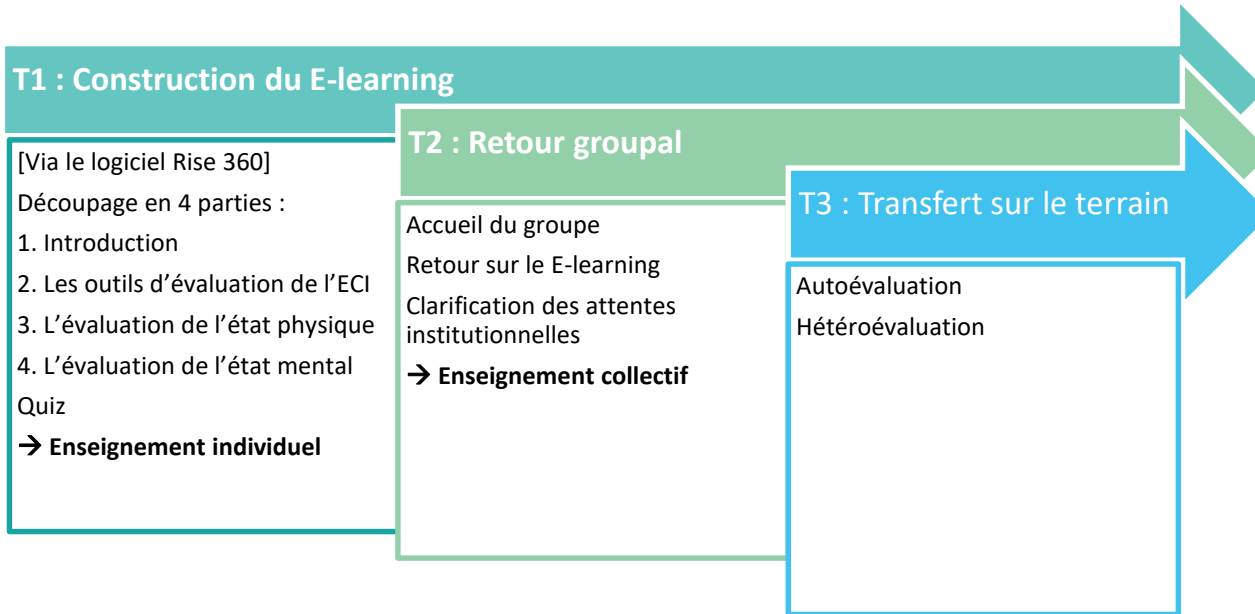 T1 : Construction du E-learning
[Via le logiciel Rise 360]
Découpage en 4 parties :
1. Introduction
2. Les outils d’évaluation de l’ECI
3. L’évaluation de l’état physique
4. L’évaluation de l’état mental
Quiz
→ Enseignement individuel
T2 : Retour groupal
Accueil du groupe
Retour sur le E-learning
Clarification des attentes
institutionnelles
→ Enseignement collectif
T3 : Transfert sur le terrain
Autoévaluation
Hétéroévaluation